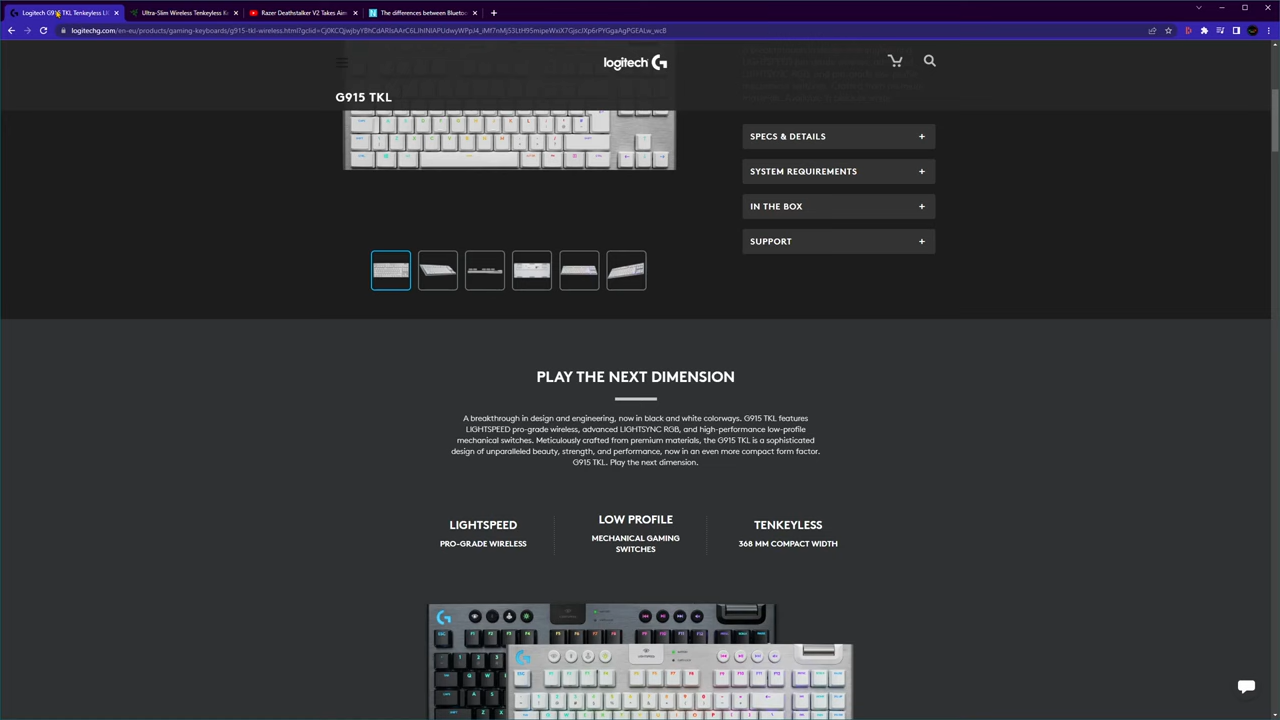 Logitech G915 TKL Tenkeyless Ul
Ultra-Slim Wireless Tenkeyless Ke
Razer Deathstalker V2 Takes Aim
The differences between Bluetoo
logitechg.com/en-eu/products/gaming-keyboards/g915-tkl-wireless.html
logitech G
G915 TKL
SPECS & DETAILS +
SYSTEM REQUIREMENTS +
IN THE BOX +
SUPPORT +
PLAY THE NEXT DIMENSION
A breakthrough in design and engineering, now in black and white colorways. G915 TKL features
LIGHTSPEED pro-grade wireless, advanced LIGHTSYNC RGB, and high-performance low-profile
mechanical switches. Meticulously crafted from premium materials, the G915 TKL is a sophisticated
design of unparalleled beauty, strength, and performance, now in an even more compact form factor.
G915 TKL. Play the next dimension.
LIGHTSPEED
PRO-GRADE WIRELESS
LOW PROFILE
MECHANICAL GAMING
SWITCHES
TENKEYLESS
368 MM COMPACT WIDTH